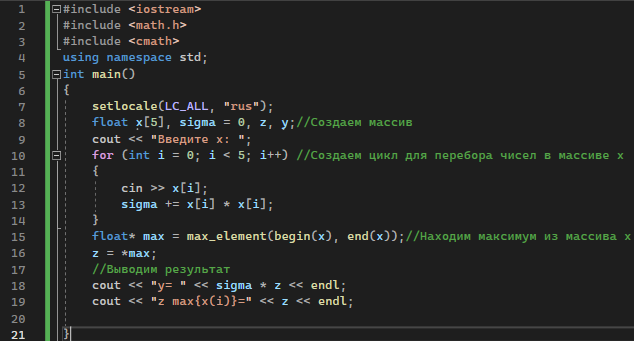 1 #include <iostream>
2 #include <math.h>
3 #include <cmath>
4 using namespace std;
5 int main()
6 {
7 setlocale(LC_ALL, "rus");
8 float x[5], sigma = 0, z, y;//Создаем массив
9 cout << "Введите x: ";
10 for (int i = 0; i < 5; i++) //Создаем цикл для перебора чисел в массиве x
11 {
12 cin >> x[i];
13 sigma += x[i] * x[i];
14 }
15 float* max = max_element(begin(x), end(x));//Находим максимум из массива x
16 z = *max;
17 //Выводим результат
18 cout << "y= " << sigma * z << endl;
19 cout << "z max{x(i)}=" << z << endl;
20
21 }